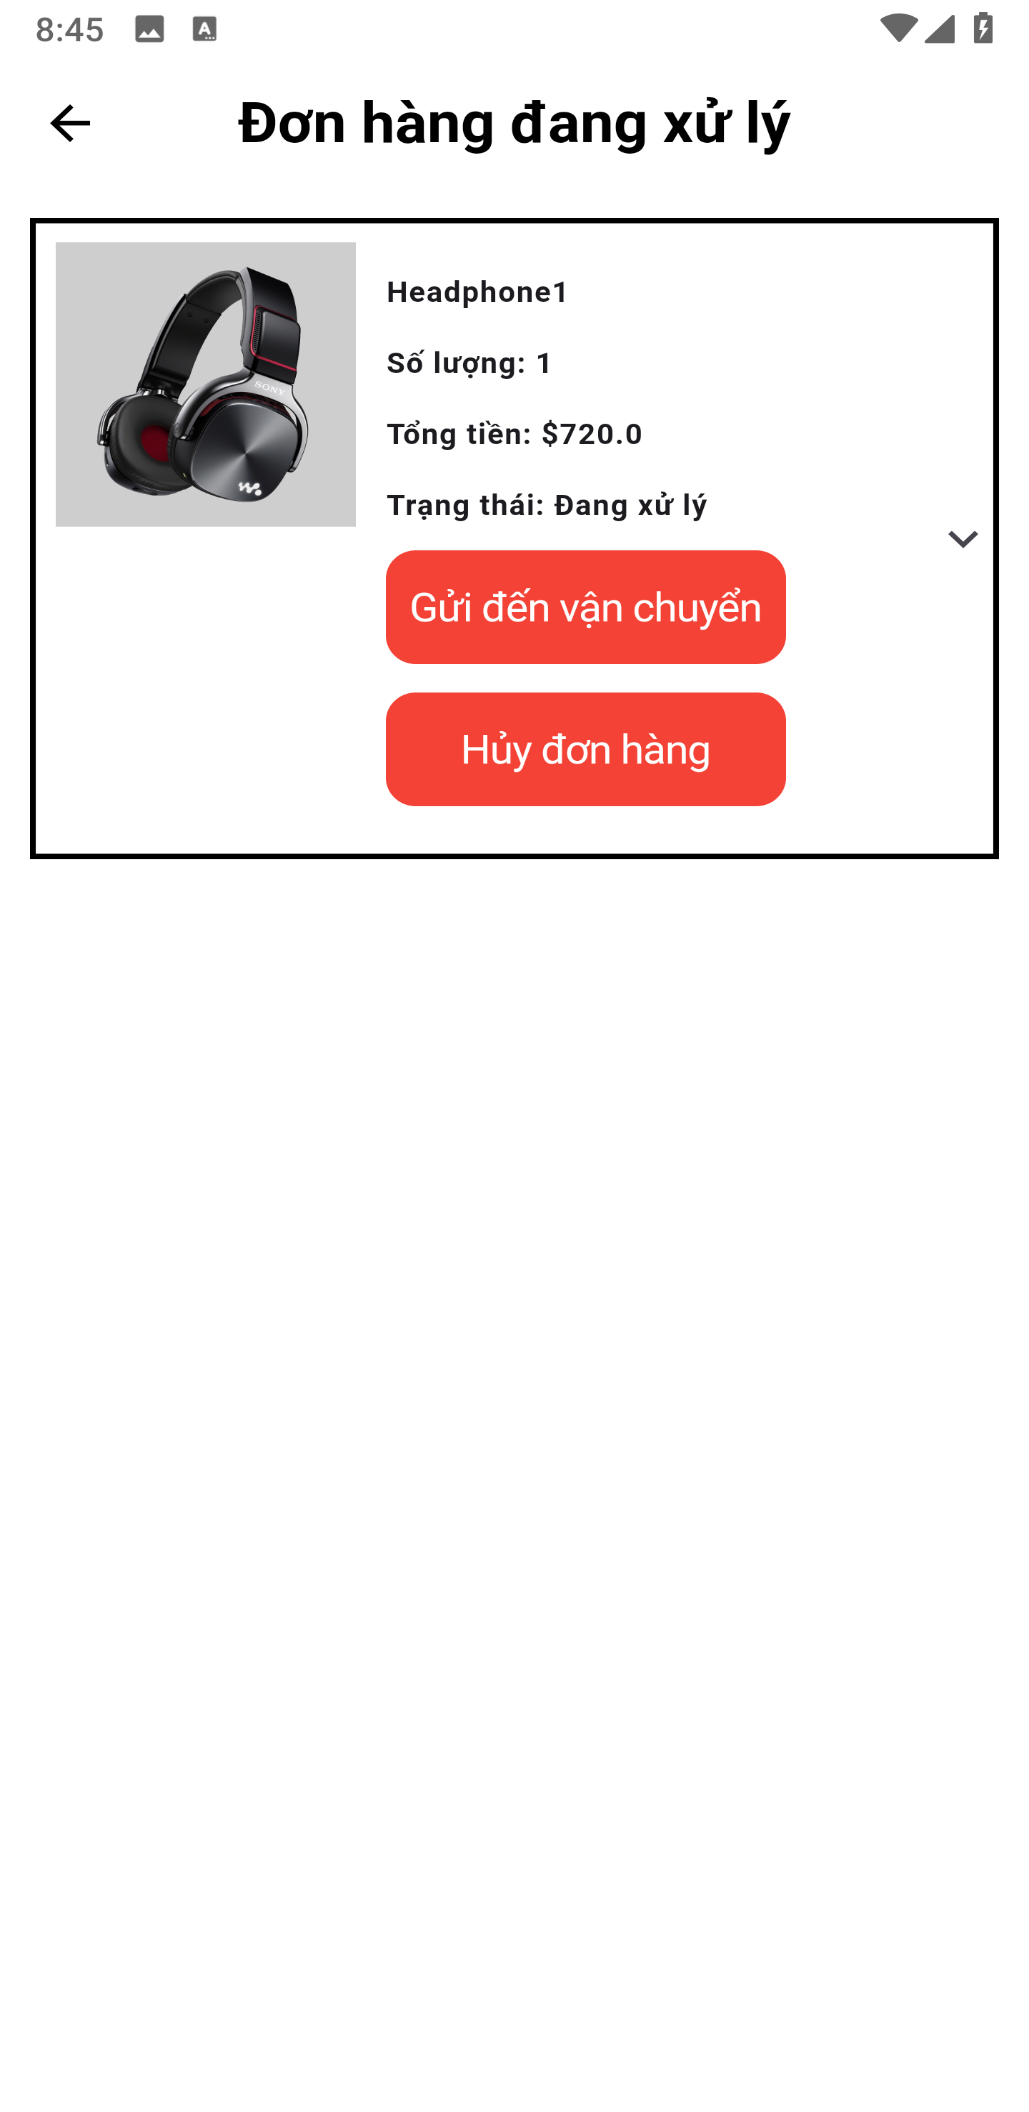 8:45
Đơn hàng đang xử lý
SONY
Headphone1
Số lượng: 1
Tổng tiền: $720.0
Trạng thái: Đang xử lý
Gửi đến vận chuyển
Hủy đơn hàng